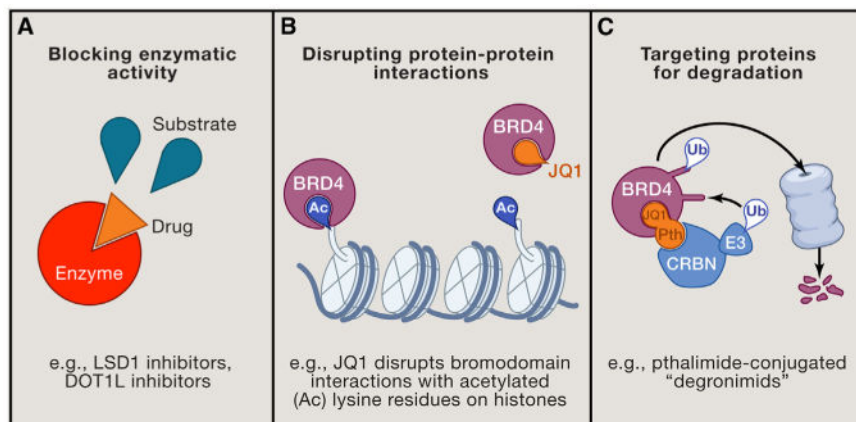 A
Blocking enzymatic
activity
Substrate
Drug
Enzyme
e.g., LSD1 inhibitors,
DOT1L inhibitors
B
Disrupting protein-protein
interactions
BRD4
JQ1
BRD4
Ac
Ac
e.g., JQ1 disrupts bromodomain
interactions with acetylated
(Ac) lysine residues on histones
C
Targeting proteins
for degradation
Ub
BRD4
JQ1
Ub
Pth
E3
CRBN
e.g., pthalimide-conjugated
“degronimids”